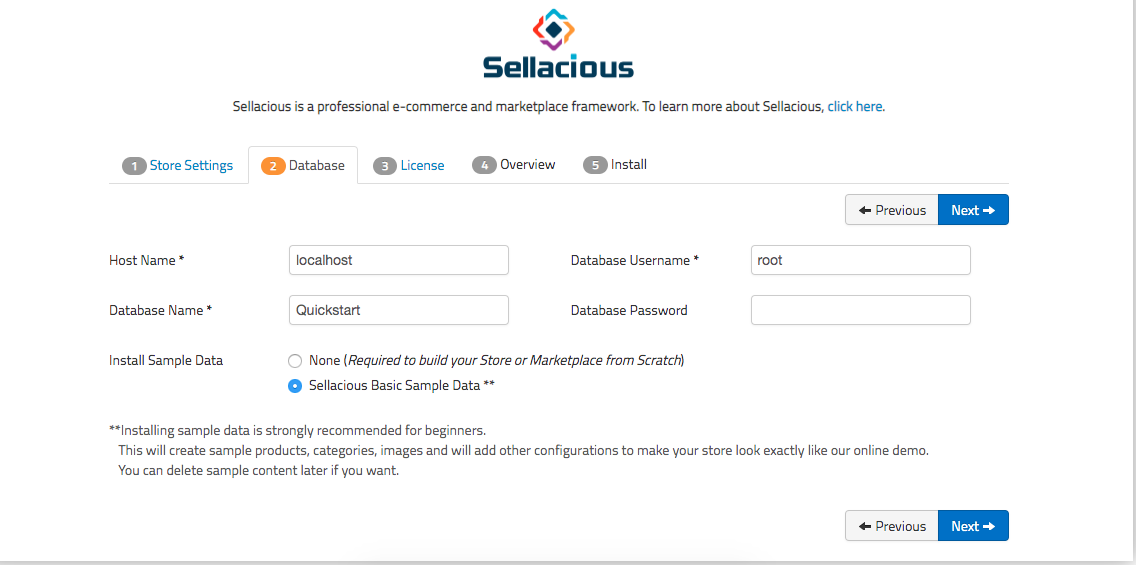 Sellacious
Sellacious is a professional e-commerce and marketplace framework. To learn more about Sellacious, click here.
1 Store Settings 2 Database 3 License 4 Overview 5 Install
Previous Next
Host Name * localhost Database Username * root
Database Name * Quickstart Database Password
Install Sample Data None (Required to build your Store or Marketplace from Scratch)
Sellacious Basic Sample Data **
**Installing sample data is strongly recommended for beginners.
This will create sample products, categories, images and will add other configurations to make your store look exactly like our online demo.
You can delete sample content later if you want.
Previous Next